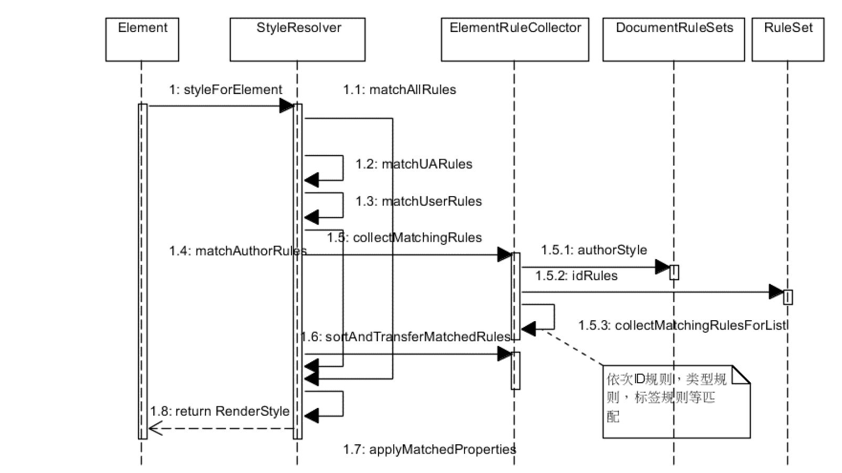 Element
StyleResolver
ElementRuleCollector
DocumentRuleSets
RuleSet
1: styleForElement
1.1: matchAllRules
1.2: matchUARules
1.3: matchUserRules
1.4: matchAuthorRules
1.5: collectMatchingRules
1.5.1: authorStyle
1.5.2: idRules
1.5.3: collectMatchingRulesForList
1.6: sortAndTransferMatchedRules
依次ID规则，类型规
则，标签规则等匹
配
1.8: return RenderStyle
1.7: applyMatchedProperties